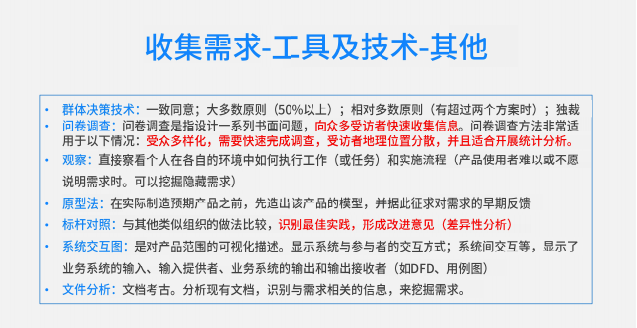 收集需求-工具及技术-其他
• 群体决策技术：一致同意；大多数原则（50%以上）；相对多数原则（有超过两个方案时）；独裁
• 问卷调查：问卷调查是指设计一系列书面问题，向众多受访者快速收集信息。问卷调查方法非常适
用于以下情况：受众多样化，需要快速完成调查，受访者地理位置分散，并且适合开展统计分析。
• 观察：直接察看个人在各自的环境中如何执行工作（或任务）和实施流程（产品使用者难以或不愿
说明需求时。可以挖掘隐藏需求）
• 原型法：在实际制造预期产品之前，先造出该产品的模型，并据此征求对需求的早期反馈
• 标杆对照：与其他类似组织的做法比较，识别最佳实践，形成改进意见（差异性分析）
• 系统交互图：是对产品范围的可视化描述。显示系统与参与者的交互方式；系统间交互等，显示了
业务系统的输入、输入提供者、业务系统的输出和输出接收者（如DFD、用例图）
• 文件分析：文档考古。分析现有文档，识别与需求相关的信息，来挖掘需求。